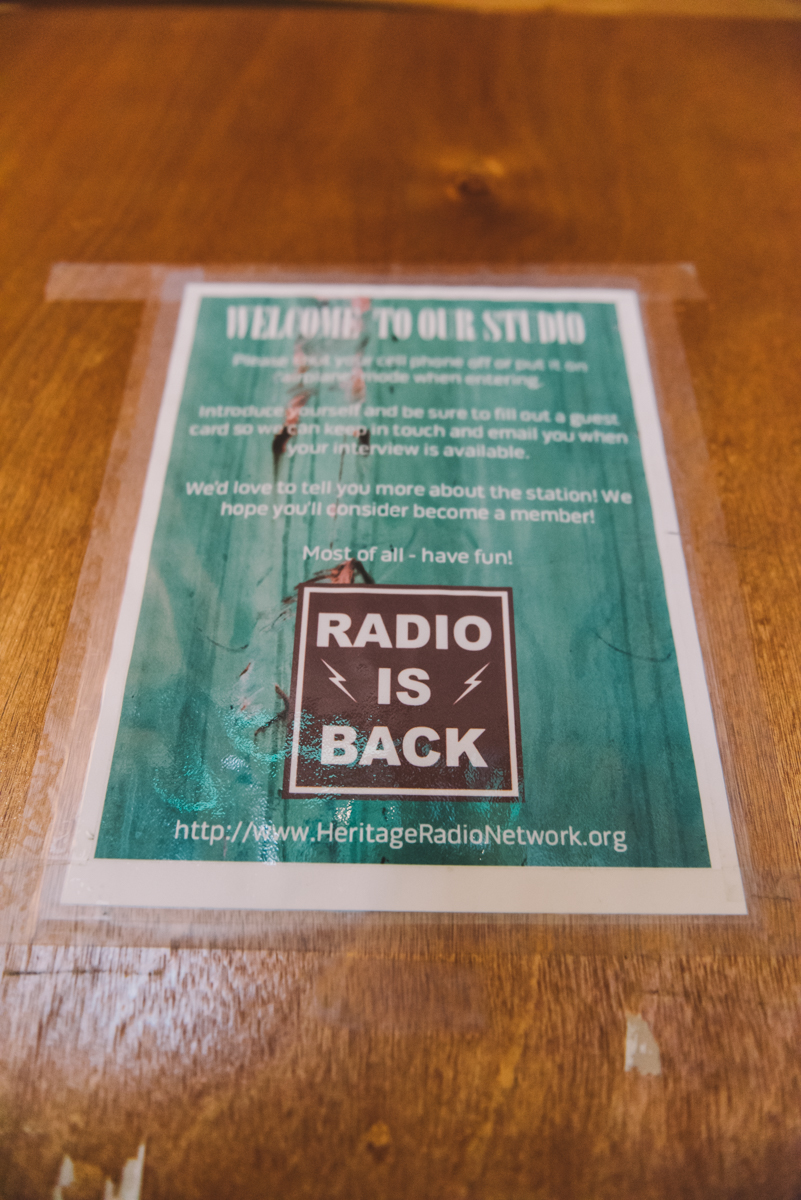 WELCOME TO OUR STUDIO
Please shut your cell phone off or put it on
airplane mode when entering.
Introduce yourself and be sure to fill out a guest
card so we can keep in touch and email you when
your interview is available.
We'd love to tell you more about the station! We
hope you'll consider become a member!
Most of all - have fun!
RADIO
IS
BACK
http://www.HeritageRadioNetwork.org